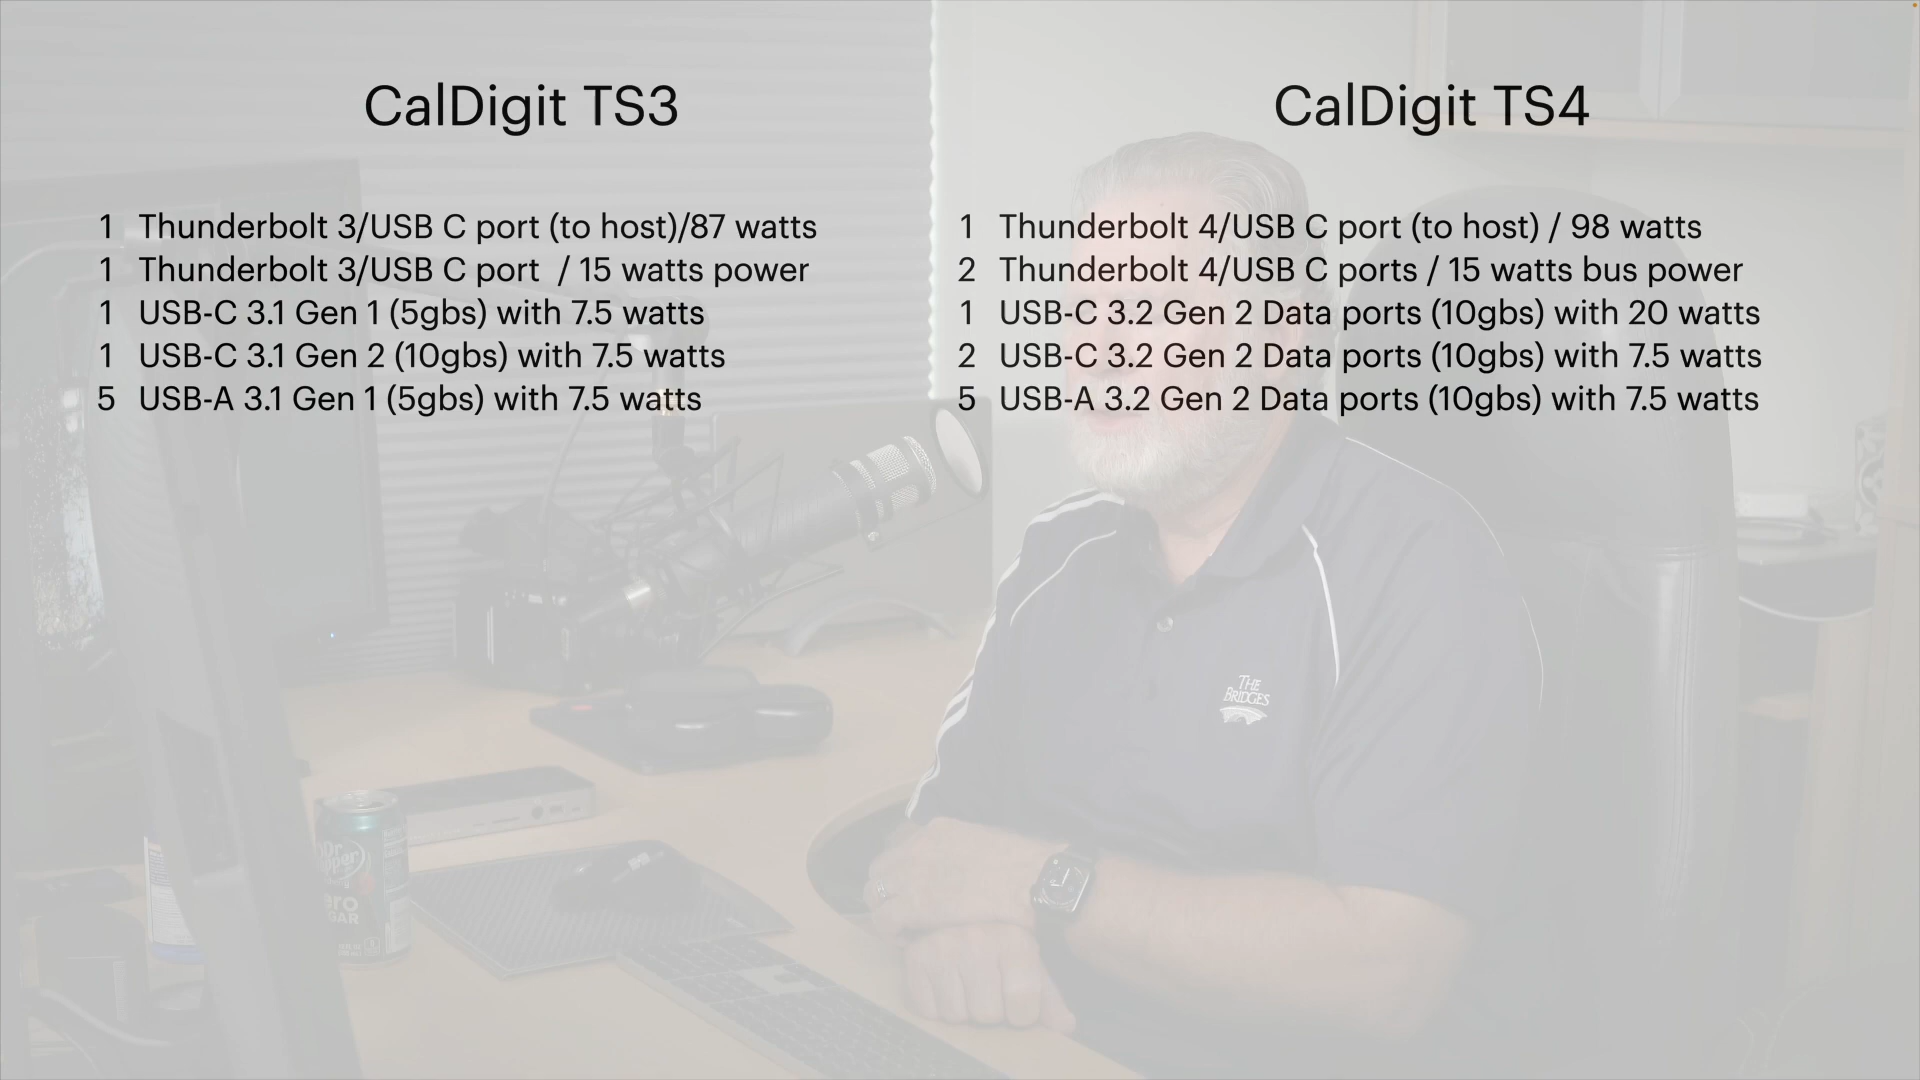 CalDigit TS3
1 Thunderbolt 3/USB C port (to host)/87 watts
1 Thunderbolt 3/USB C port / 15 watts power
1 USB-C 3.1 Gen 1 (5gbs) with 7.5 watts
1 USB-C 3.1 Gen 2 (10gbs) with 7.5 watts
5 USB-A 3.1 Gen 1 (5gbs) with 7.5 watts
CalDigit TS4
1 Thunderbolt 4/USB C port (to host) / 98 watts
2 Thunderbolt 4/USB C ports / 15 watts bus power
1 USB-C 3.2 Gen 2 Data ports (10gbs) with 20 watts
2 USB-C 3.2 Gen 2 Data ports (10gbs) with 7.5 watts
5 USB-A 3.2 Gen 2 Data ports (10gbs) with 7.5 watts
THE
BRIDGES